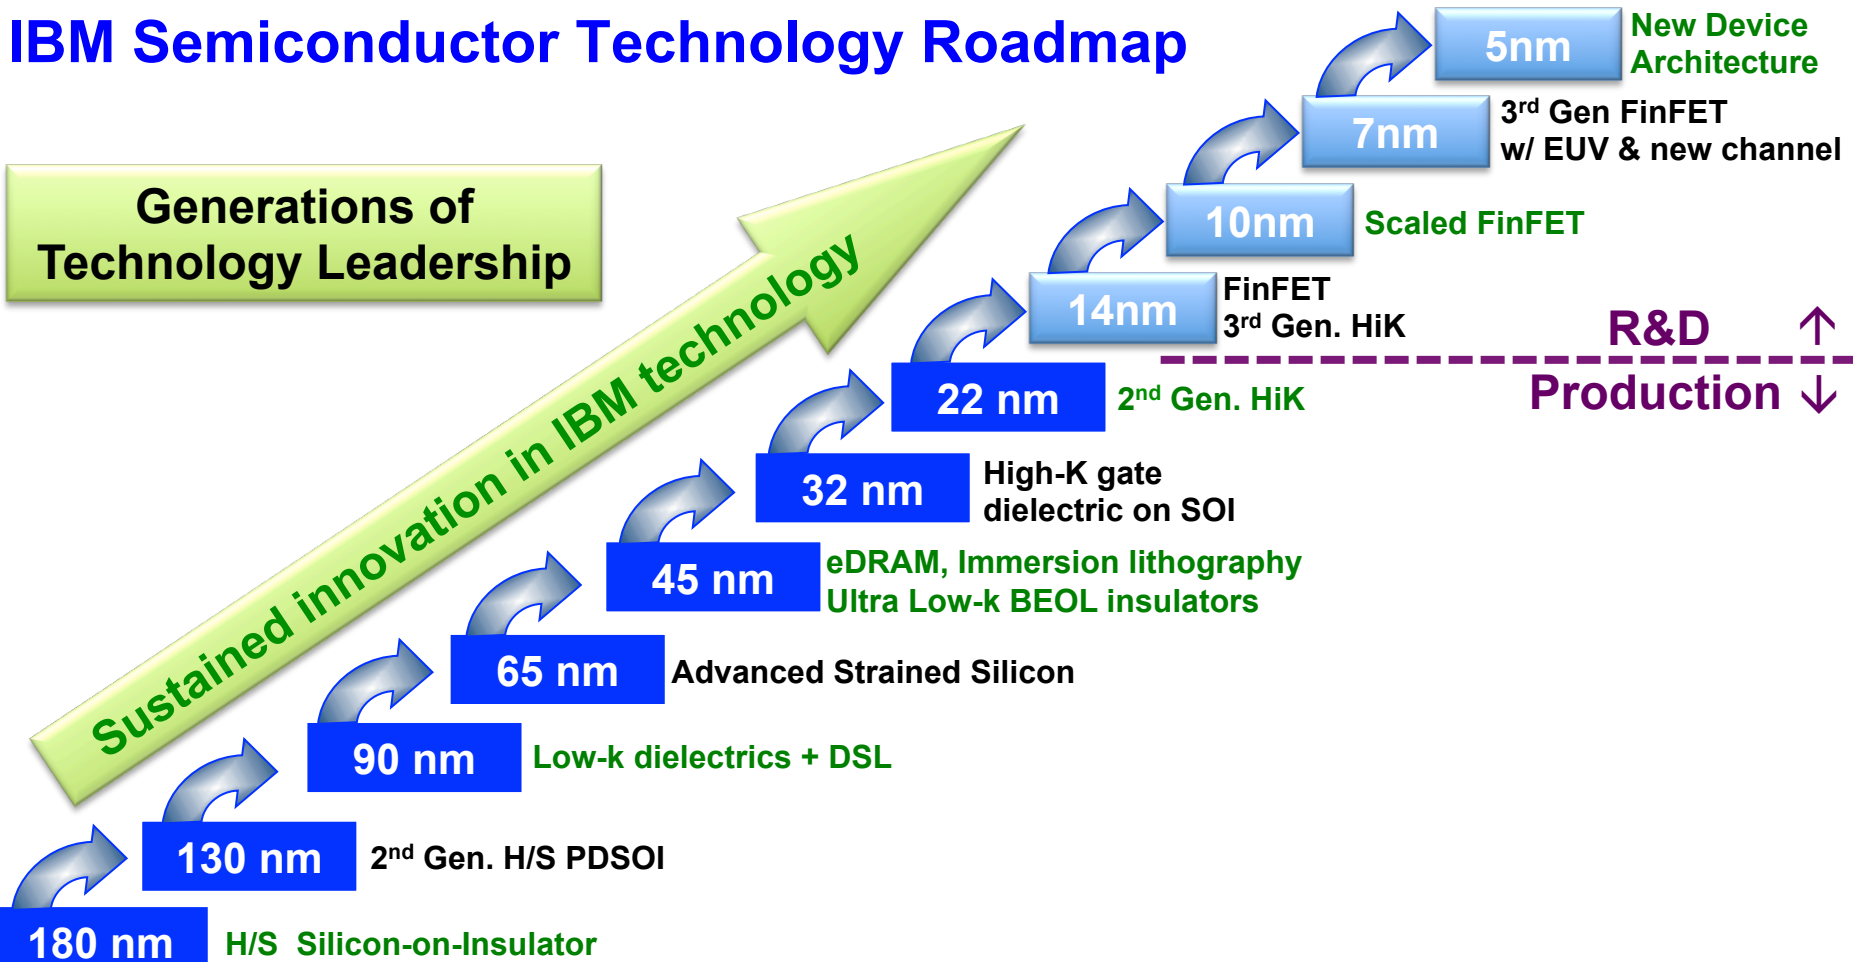 IBM Semiconductor Technology Roadmap
5nm
New Device
Architecture
7nm
3rd Gen FinFET
w/ EUV & new channel
Generations of
Technology Leadership
10nm
Scaled FinFET
Sustained innovation in IBM technology
14nm
FinFET
3rd Gen. HiK
R&D ↑
Production ↓
22 nm
2nd Gen. HiK
32 nm
High-K gate
dielectric on SOI
45 nm
eDRAM, Immersion lithography
Ultra Low-k BEOL insulators
65 nm
Advanced Strained Silicon
90 nm
Low-k dielectrics + DSL
130 nm
2nd Gen. H/S PDSOI
180 nm
H/S Silicon-on-Insulator